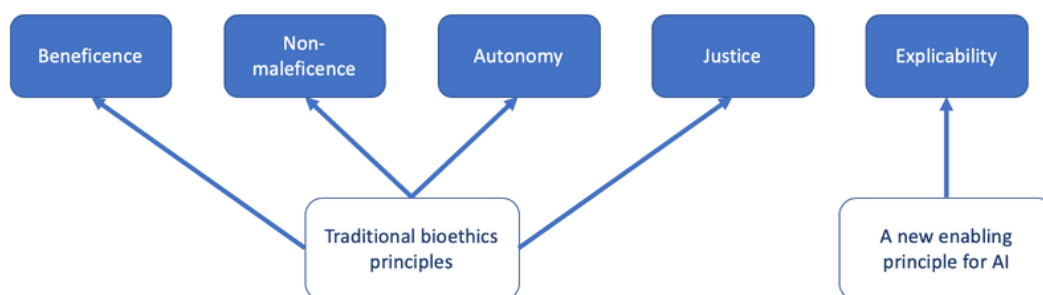 Beneficence
Non-
maleficence
Autonomy
Justice
Explicability
Traditional bioethics
principles
A new enabling
principle for AI